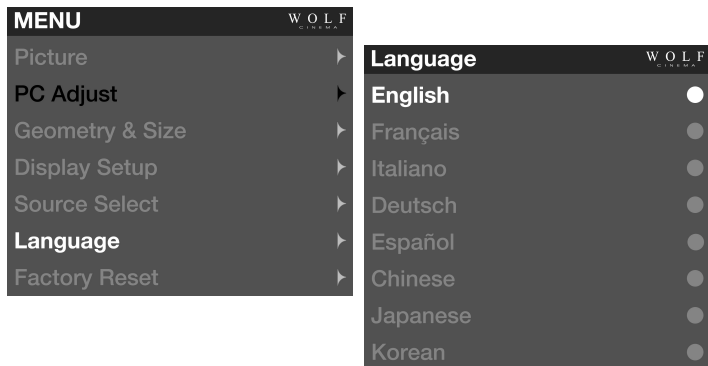 MENU
WOLF
CINEMA
Picture
PC Adjust
Geometry & Size
Display Setup
Source Select
Language
Factory Reset
Language
WOLF
CINEMA
English
Français
Italiano
Deutsch
Español
Chinese
Japanese
Korean